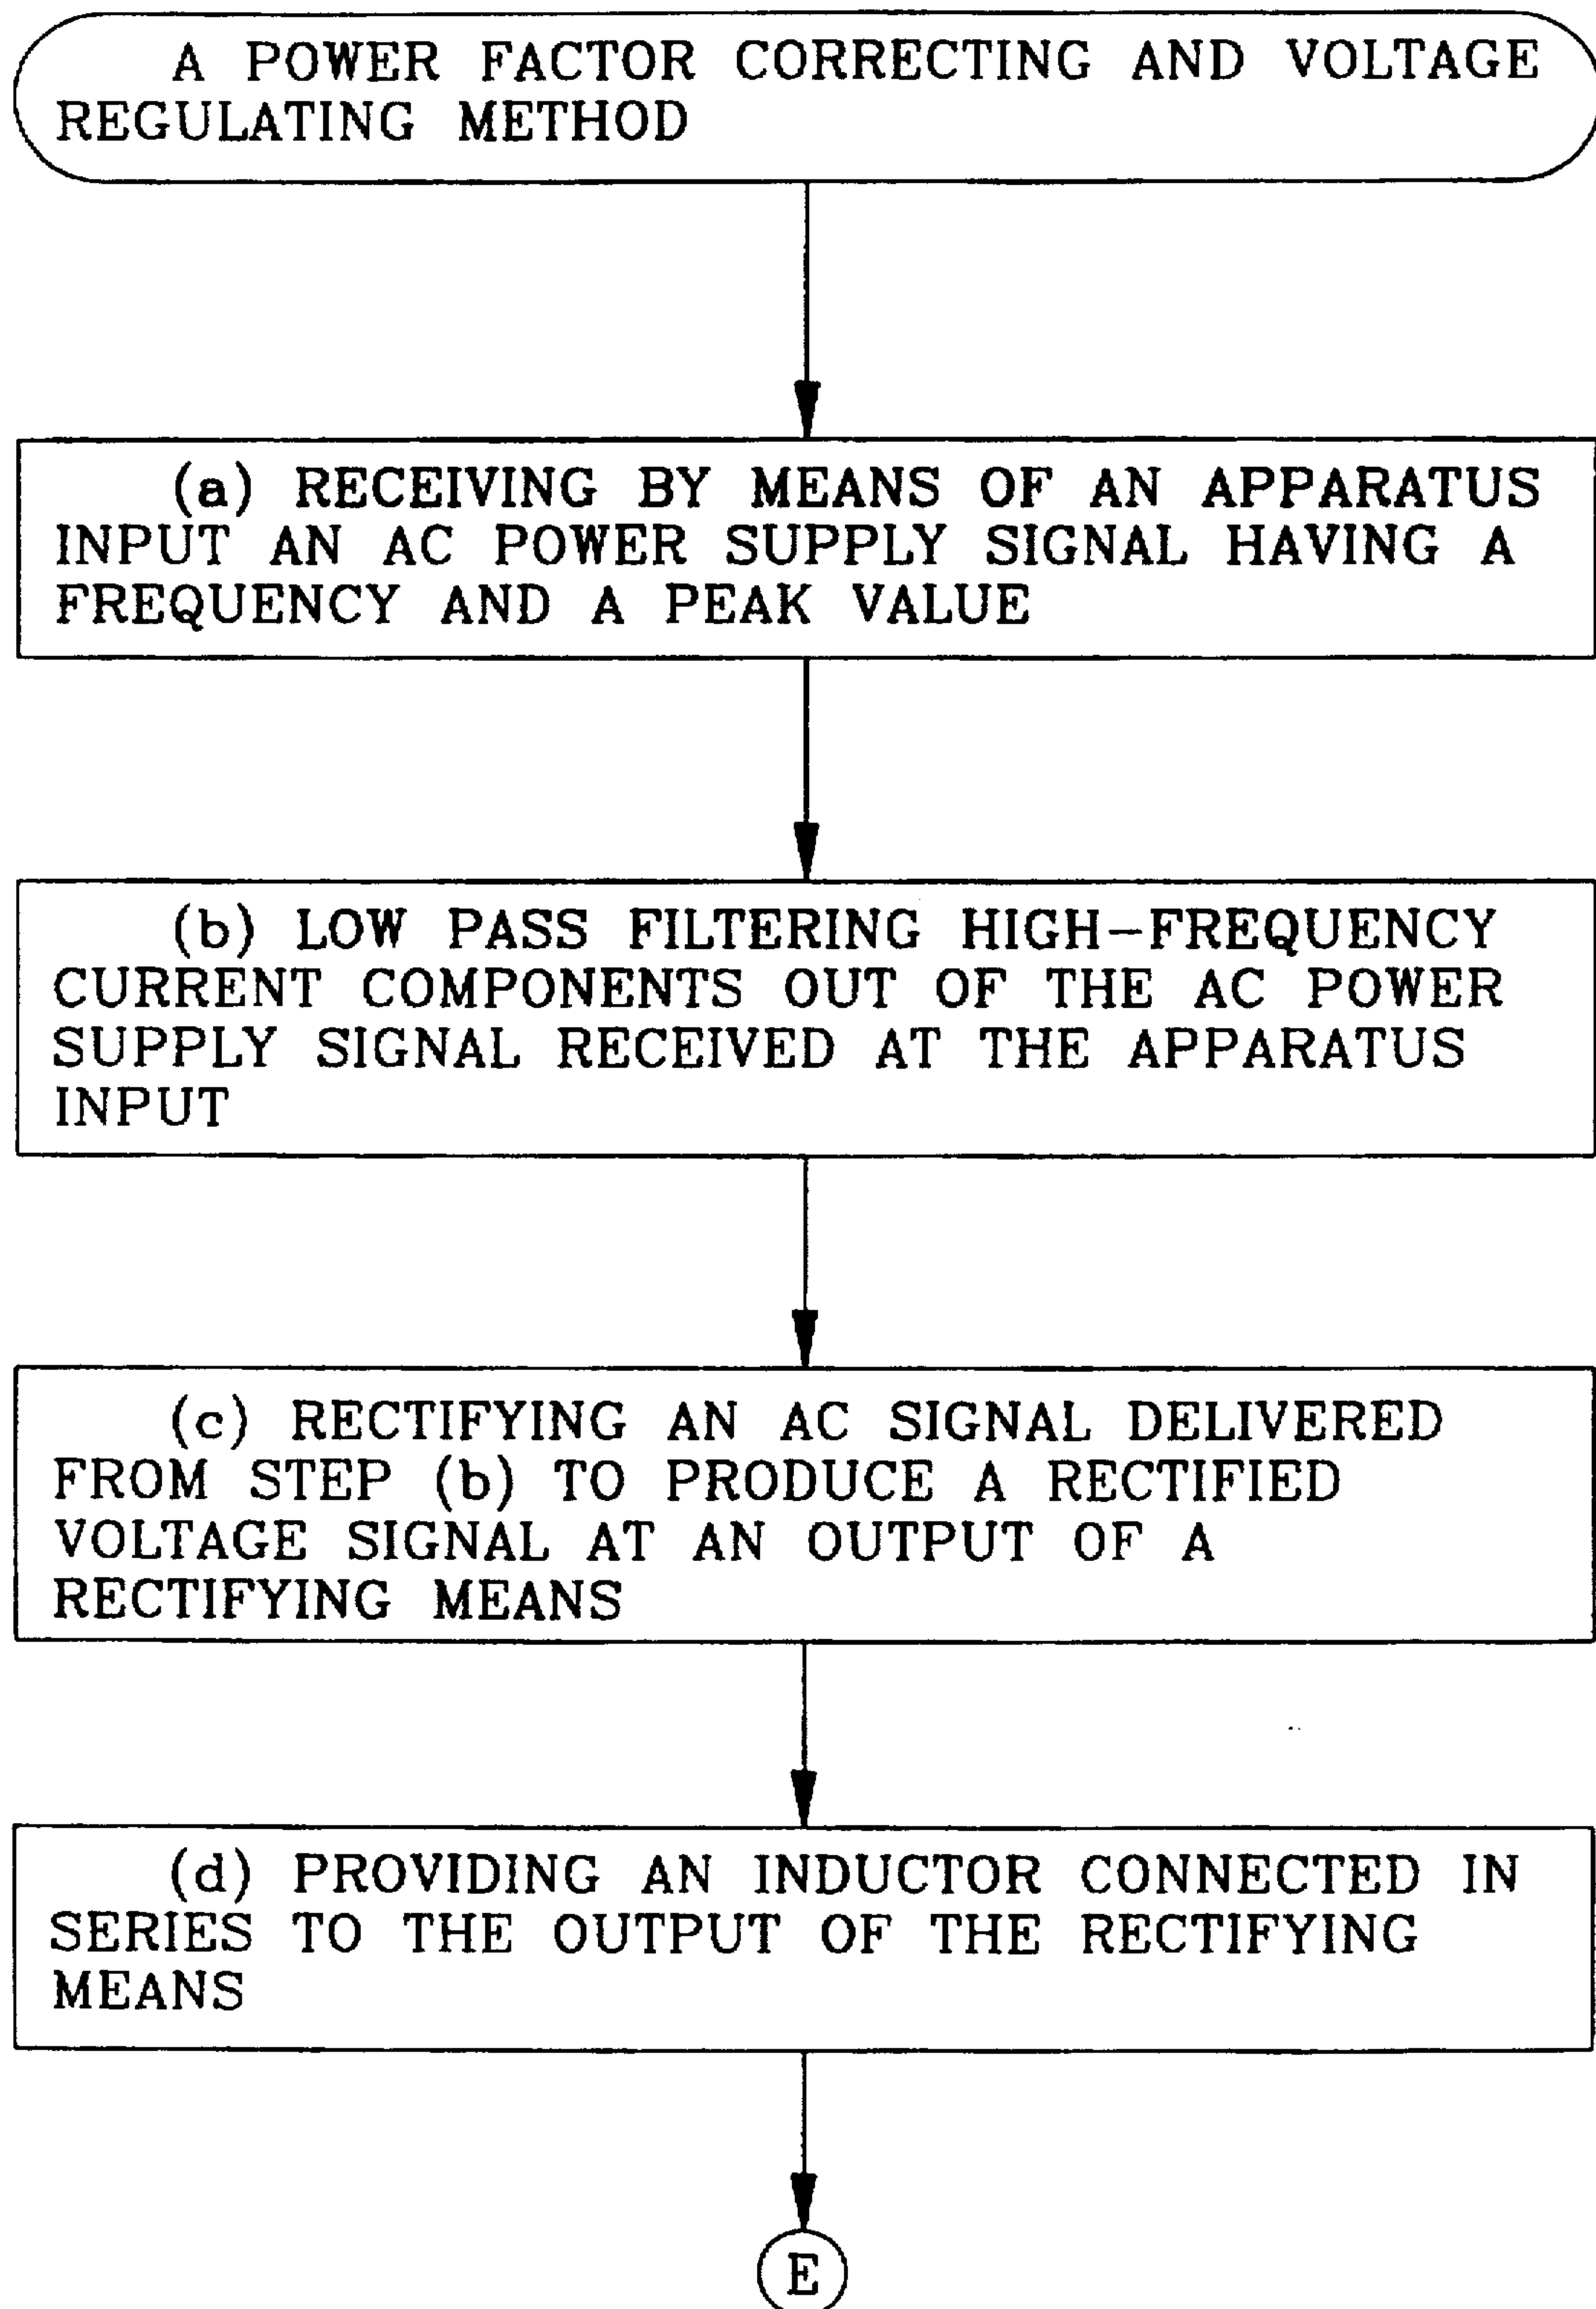 A POWER FACTOR CORRECTING AND VOLTAGE
REGULATING METHOD
(a) RECEIVING BY MEANS OF AN APPARATUS
INPUT AN AC POWER SUPPLY SIGNAL HAVING A
FREQUENCY AND A PEAK VALUE
(b) LOW PASS FILTERING HIGH-FREQUENCY
CURRENT COMPONENTS OUT OF THE AC POWER
SUPPLY SIGNAL RECEIVED AT THE APPARATUS
INPUT
(c) RECTIFYING AN AC SIGNAL DELIVERED
FROM STEP (b) TO PRODUCE A RECTIFIED
VOLTAGE SIGNAL AT AN OUTPUT OF A
RECTIFYING MEANS
(d) PROVIDING AN INDUCTOR CONNECTED IN
SERIES TO THE OUTPUT OF THE RECTIFYING
MEANS
E